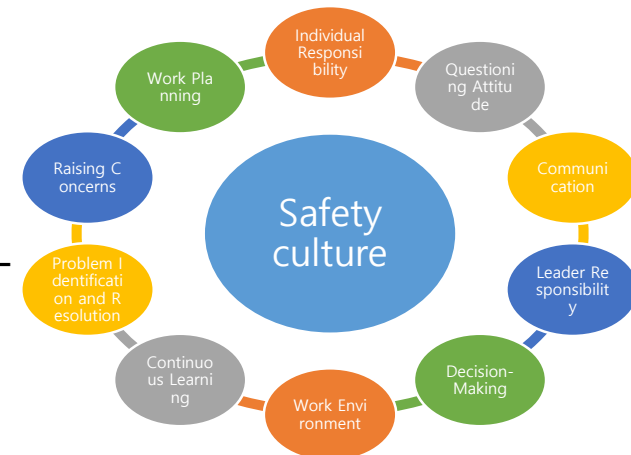 Individual
Responsi
bility
Questioni
ng Attitu
de
Communi
cation
Leader Re
sponsibilit
y
Decision-
Making
Work Envi
ronment
Continuo
us Learni
ng
Problem I
dentificati
on and R
esolution
Raising C
oncerns
Work Pla
nning
Safety
culture